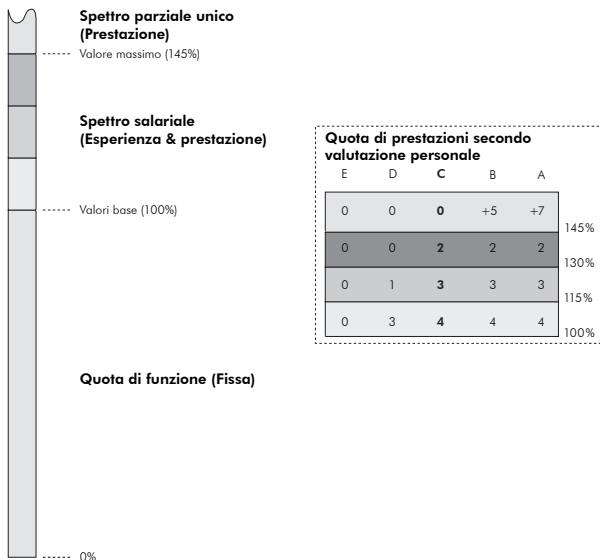 Spettro parziale unico
(Prestazione)
Valore massimo (145%)
Spettro salariale
(Esperienza & prestazione)
Valori base (100%)
Quota di funzione (Fissa)
0%
Quota di prestazioni secondo
valutazione personale
E D C B A
0 0 0 +5 +7
145%
0 0 2 2 2
130%
0 1 3 3 3
115%
0 3 4 4 4
100%